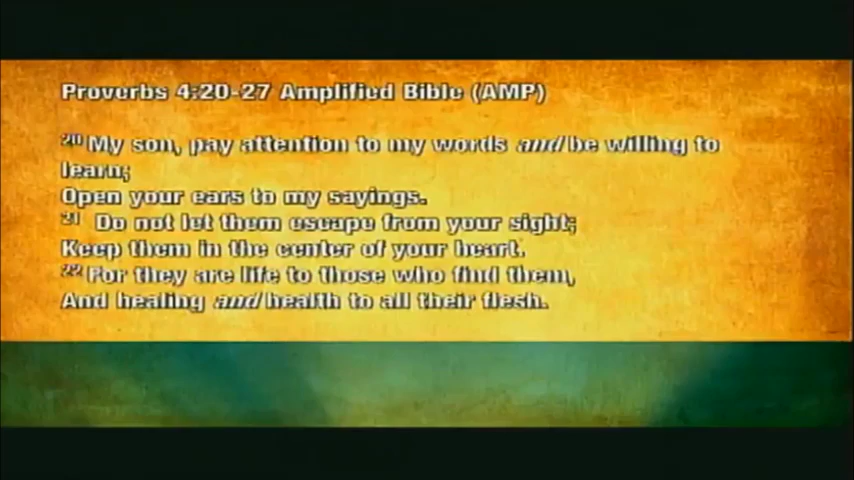 Proverbs 4:20-27 Amplified Bible (AMP)
20 My son, pay attention to my words and be willing to
learn;
Open your ears to my sayings.
21 Do not let them escape from your sight;
Keep them in the center of your heart.
22 For they are life to those who find them,
And healing and health to all their flesh.